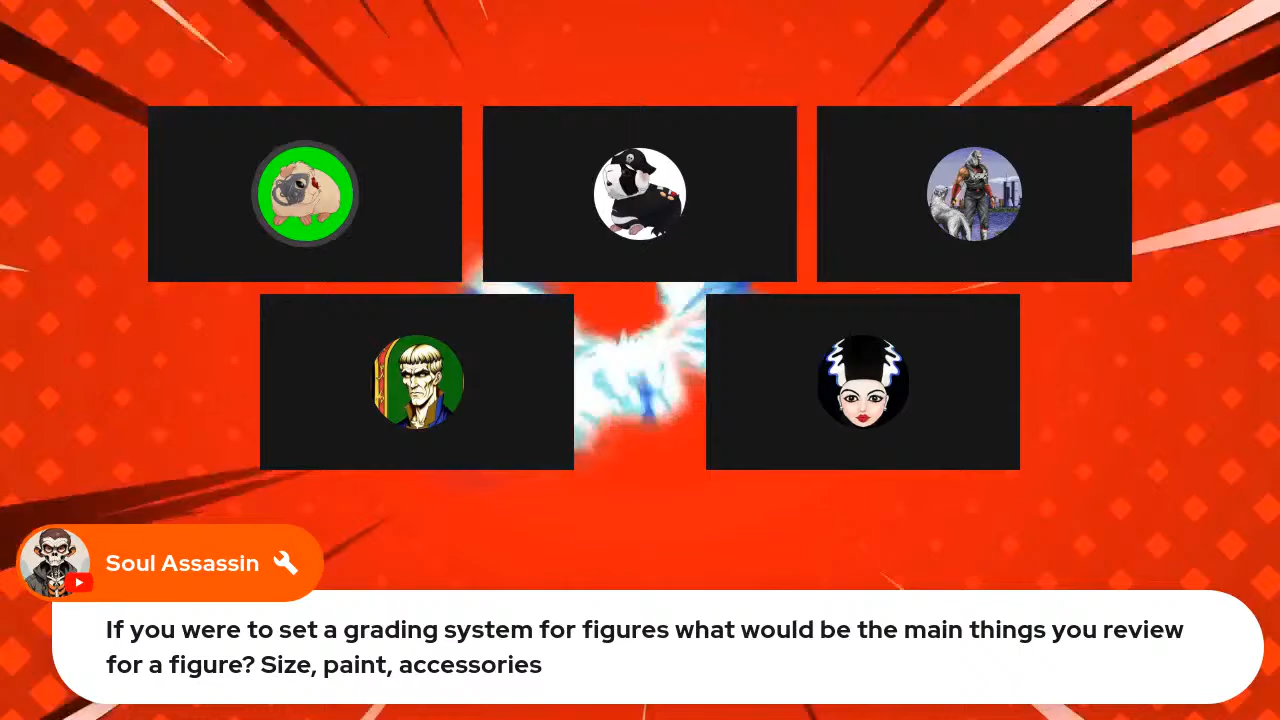 Soul Assassin
If you were to set a grading system for figures what would be the main things you review
for a figure? Size, paint, accessories